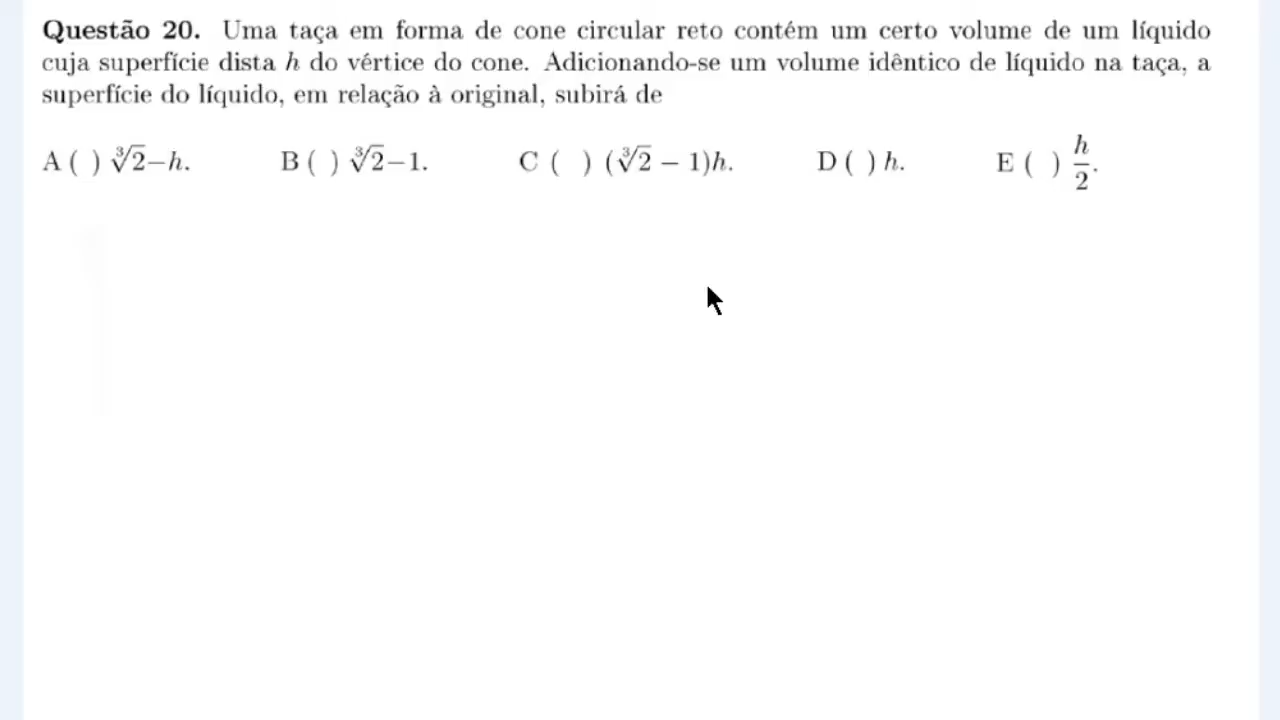 Questão 20. Uma taça em forma de cone circular reto contém um certo volume de um líquido
cuja superfície dista h do vértice do cone. Adicionando-se um volume idêntico de líquido na taça, a
superfície do líquido, em relação à original, subirá de
A ( ) ∛2−h. B ( ) ∛2−1. C ( ) (∛2 − 1)h. D ( ) h. E ( ) h/2.